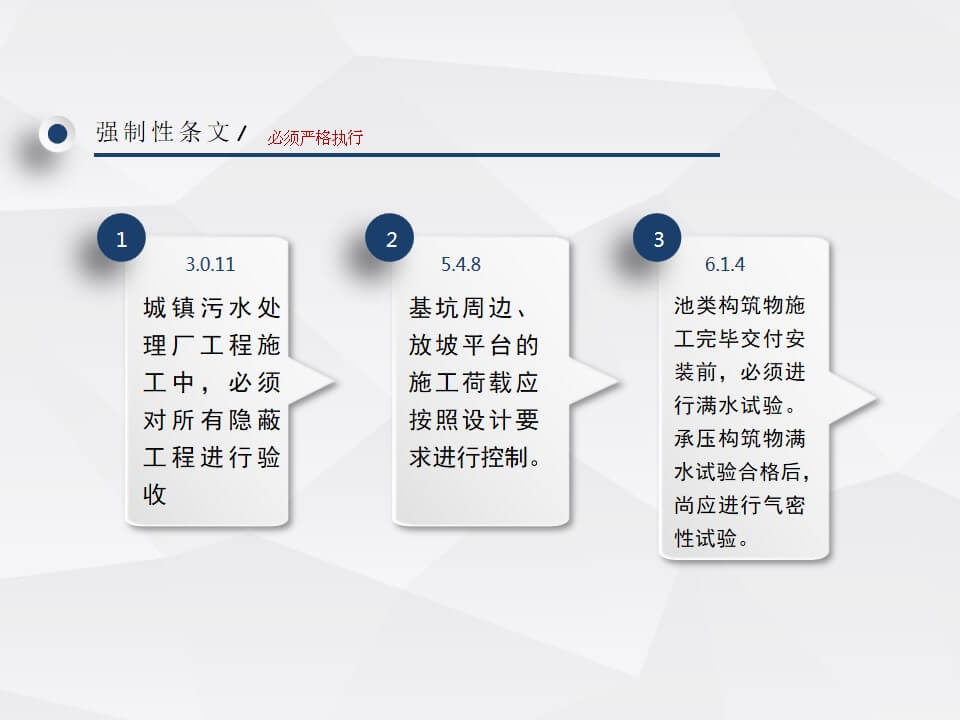 强制性条文/ 必须严格执行
1
3.0.11
城镇污水处
理厂工程施
工中，必须
对所有隐蔽
工程进行验
收
2
5.4.8
基坑周边、
放坡平台的
施工荷载应
按照设计要
求进行控制。
3
6.1.4
池类构筑物施
工完毕交付安
装前，必须进
行满水试验。
承压构筑物满
水试验合格后，
尚应进行气密
性试验。